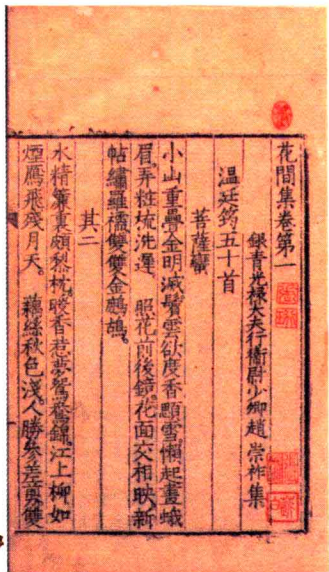 花間集卷第一
銀青光祿大夫行衛尉少卿趙崇祚集
溫廷筠五十首
菩薩蠻
小山重疊金明滅鬢雲欲度香顋雪懶起畫蛾
眉弄粧梳洗遲 照花前後鏡花面交相映新
帖繡羅襦雙雙金鷓鴣
其二
水精簾裏頗黎枕暖香惹夢鴛鴦錦江上柳如
煙鴈飛殘月天 藕絲秋色淺人勝參差剪雙